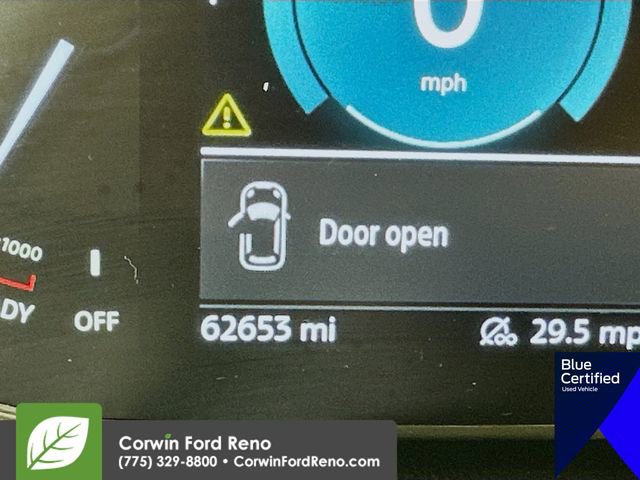 0
mph
Door open
1000
DY
OFF
62653 mi
29.5 mp
Blue
Certified
Used Vehicle
Corwin Ford Reno
(775) 329-8800 • CorwinFordReno.com